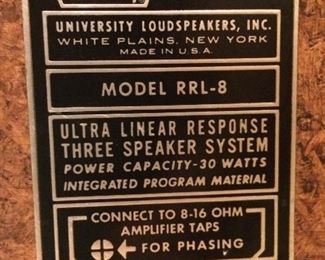 UNIVERSITY LOUDSPEAKERS, INC.
WHITE PLAINS, NEW YORK
MADE IN U.S.A.
MODEL RRL-8
ULTRA LINEAR RESPONSE
THREE SPEAKER SYSTEM
POWER CAPACITY-30 WATTS
INTEGRATED PROGRAM MATERIAL
CONNECT TO 8-16 OHM
AMPLIFIER TAPS
FOR PHASING